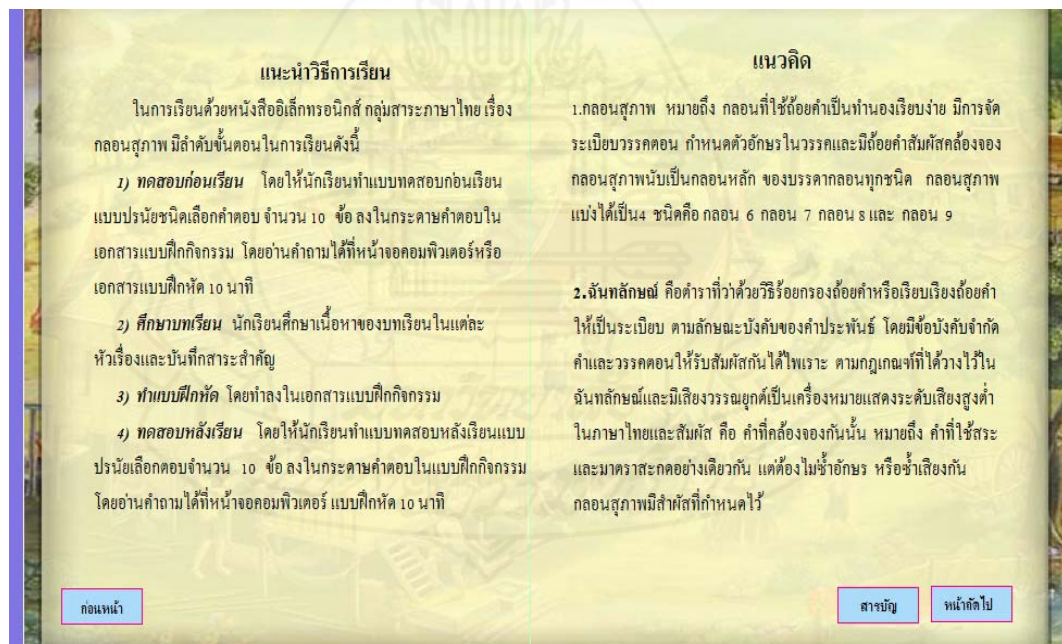 แนะนำวิธีการเรียน
ในการเรียนด้วยหนังสืออิเล็กทรอนิกส์ กลุ่มสาระภาษาไทย เรื่อง
กลอนสุภาพ มีลำดับขั้นตอนในการเรียนดังนี้
1) ทดสอบก่อนเรียน โดยให้นักเรียนทำแบบทดสอบก่อนเรียน
แบบปรนัยชนิดเลือกคำตอบ จำนวน 10 ข้อ ลงในกระดาษคำตอบใน
เอกสารแบบฝึกกิจกรรม โดยอ่านคำถามได้ที่หน้าจอคอมพิวเตอร์หรือ
เอกสารแบบฝึกหัด 10 นาที
2) ศึกษาบทเรียน นักเรียนศึกษาเนื้อหาของบทเรียนในแต่ละ
หัวเรื่องและบันทึกสาระสำคัญ
3) ทำแบบฝึกหัด โดยทำลงในเอกสารแบบฝึกกิจกรรม
4) ทดสอบหลังเรียน โดยให้นักเรียนทำแบบทดสอบหลังเรียนแบบ
ปรนัยเลือกตอบจำนวน 10 ข้อ ลงในกระดาษคำตอบในแบบฝึกกิจกรรม
โดยอ่านคำถามได้ที่หน้าจอคอมพิวเตอร์ แบบฝึกหัด 10 นาที
แนวคิด
1.กลอนสุภาพ หมายถึง กลอนที่ใช้ถ้อยคำเป็นทำนองเรียบง่าย มีการจัด
ระเบียบวรรคตอน กำหนดตัวอักษรในวรรคและมีถ้อยคำสัมผัสคล้องจอง
กลอนสุภาพนับเป็นกลอนหลัก ของบรรดากลอนทุกชนิด กลอนสุภาพ
แบ่งได้เป็น4 ชนิดคือ กลอน 6 กลอน 7 กลอน 8 และ กลอน 9
2.ฉันทลักษณ์ คือตำราที่ว่าด้วยวิธีร้อยกรองถ้อยคำหรือเรียบเรียงถ้อยคำ
ให้เป็นระเบียบ ตามลักษณะบังคับของคำประพันธ์ โดยมีข้อบังคับจำกัด
คำและวรรคตอนให้รับสัมผัสกันได้ไพเราะ ตามกฎเกณฑ์ที่ได้วางไว้ใน
ฉันทลักษณ์และมีเสียงวรรณยุกต์เป็นเครื่องหมายแสดงระดับเสียงสูงต่ำ
ในภาษาไทยและสัมผัส คือ คำที่คล้องจองกันนั้น หมายถึง คำที่ใช้สระ
และมาตราสะกดอย่างเดียวกัน แต่ต้องไม่ซ้ำอักษร หรือซ้ำเสียงกัน
กลอนสุภาพมีสำผัสที่กำหนดไว้
ก่อนหน้า
สารบัญ
หน้าถัดไป